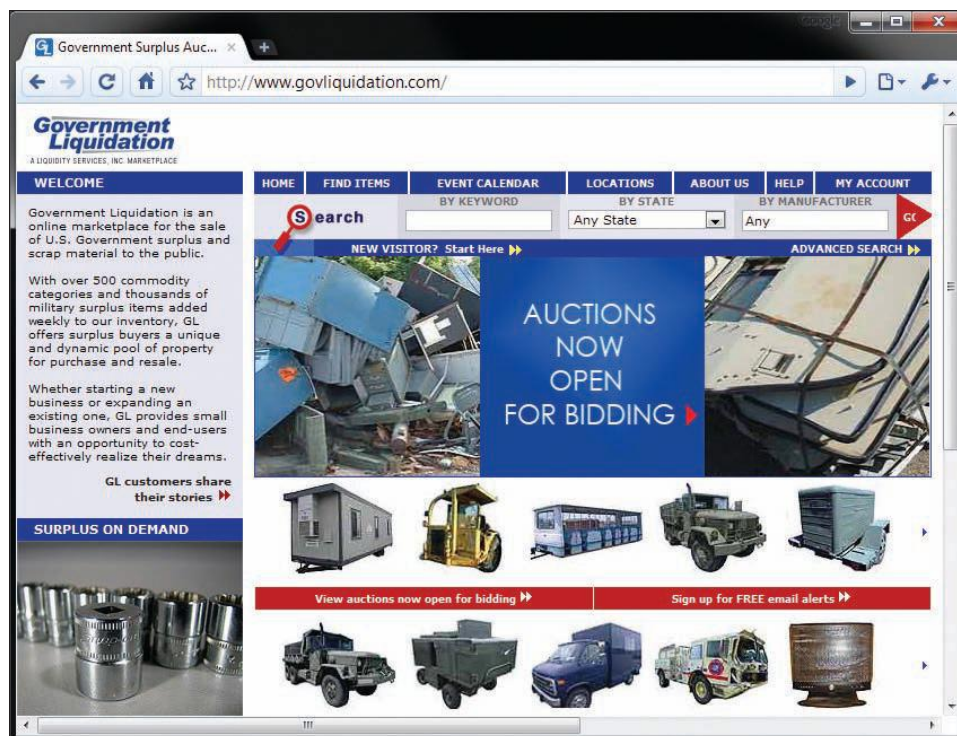 Google
Government Surplus Auc...
http://www.govliquidation.com/
Government
Liquidation
A LIQUIDITY SERVICES, INC. MARKETPLACE
WELCOME
Government Liquidation is an
online marketplace for the sale
of U.S. Government surplus and
scrap material to the public.
With over 500 commodity
categories and thousands of
military surplus items added
weekly to our inventory, GL
offers surplus buyers a unique
and dynamic pool of property
for purchase and resale.
Whether starting a new
business or expanding an
existing one, GL provides small
business owners and end-users
with an opportunity to cost-
effectively realize their dreams.
GL customers share
their stories
SURPLUS ON DEMAND
HOME FIND ITEMS EVENT CALENDAR LOCATIONS ABOUT US HELP MY ACCOUNT
Search
BY KEYWORD BY STATE BY MANUFACTURER
Any State Any GO
NEW VISITOR? Start Here ADVANCED SEARCH
AUCTIONS
NOW
OPEN
FOR BIDDING
View auctions now open for bidding Sign up for FREE email alerts